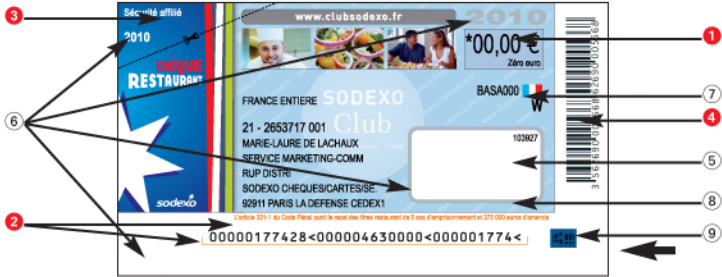 3
Sécurité affilié
www.clubsodexo.fr
2010
2010
*00,00 €
Zéro euro
1
CHÈQUE
RESTAURANT
BASA000
7
W
6
FRANCE ENTIERE
SODEXO
Club
4
21 - 2653717 001
MARIE-LAURE DE LACHAUX
SERVICE MARKETING-COMM
RUP DISTRI
SODEXO CHEQUES/CARTES/SE.
92911 PARIS LA DEFENSE CEDEX1
103927
5
8
sodexo
2
L'article 321-1 du Code Pénal punit le recel des titres restaurant de 5 ans d'emprisonnement et 375 000 euros d'amende
00000177428<000004630000<000001774<
9